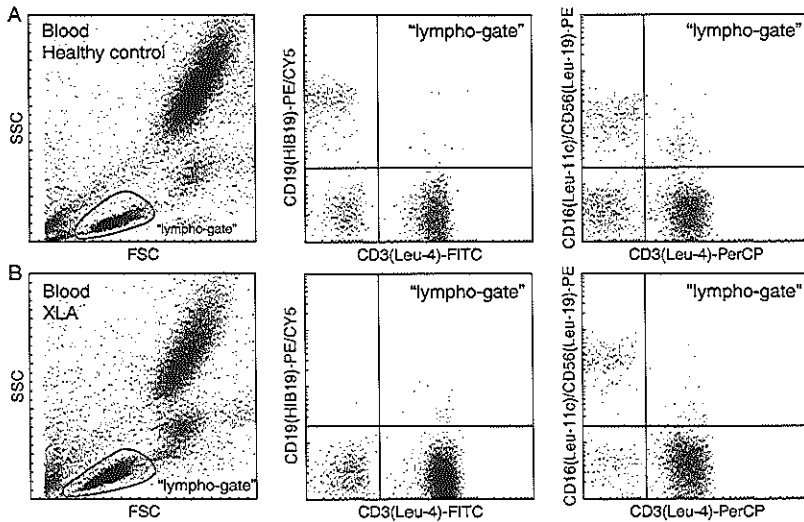 A
Blood
Healthy control
SSC
"lympho-gate"
FSC
CD19(HIB19)-PE/CY5
"lympho-gate"
CD3(Leu-4)-FITC
CD16(Leu-11c)/CD56(Leu-19)-PE
"lympho-gate"
CD3(Leu-4)-PerCP
B
Blood
XLA
SSC
"lympho-gate"
FSC
CD19(HIB19)-PE/CY5
"lympho-gate"
CD3(Leu-4)-FITC
CD16(Leu-11c)/CD56(Leu-19)-PE
"lympho-gate"
CD3(Leu-4)-PerCP